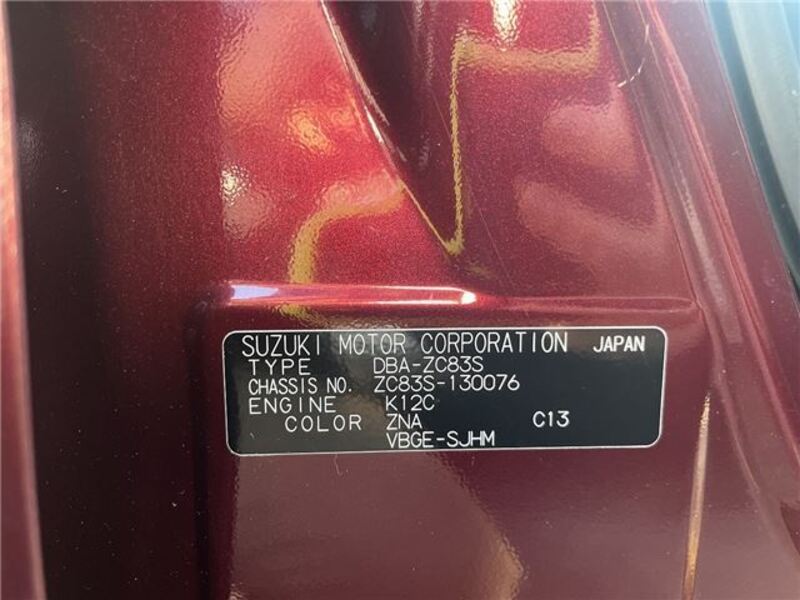 SUZUKI MOTOR CORPORATION JAPAN
TYPE DBA-ZC83S
CHASSIS NO. ZC83S-130076
ENGINE K12C
COLOR ZNA C13
VBGE-SJHM